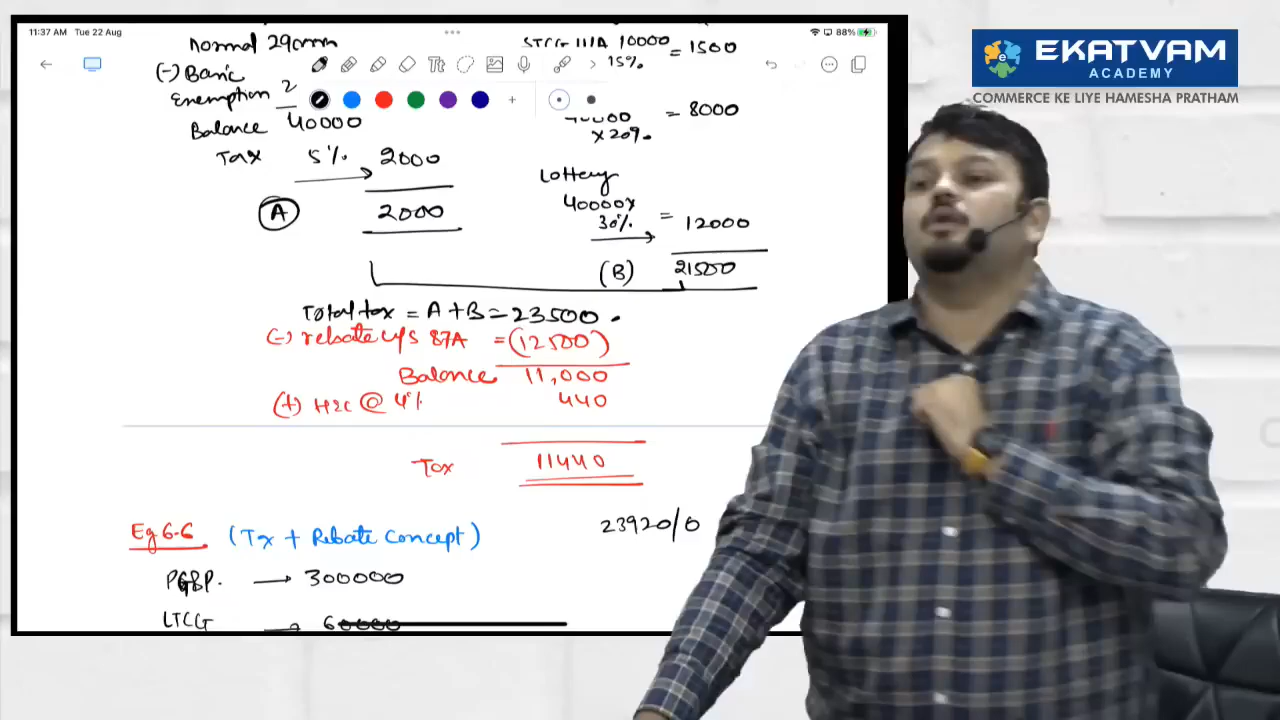 11:37 AM Tue 22 Aug
88%
EKATVAM
ACADEMY
COMMERCE KE LIYE HAMESHA PRATHAM
Normal
(-) Basic
Exemption 2
Balance 40000
Tax 5% 2000
A 2000
STCG 111A 10000 = 1500
15%
= 8000
x 20%
Lottery
40000x
30% = 12000
(B) 21500
Total tax = A+B = 23500.
(-) rebate u/s 87A = (12500)
Balance 11,000
(+) HEC @ 4% 440
Tax 11440
Eg 6.6 (Tx + Rebate Concept)
23920/0
PGBP. → 300000
LTCG → 60000